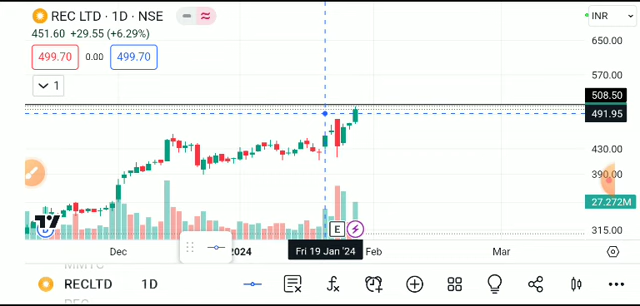 REC LTD · 1D · NSE
INR
451.60 +29.55 (+6.29%)
499.70 0.00 499.70
1
650.00
570.00
508.50
491.95
430.00
390.00
27.272M
315.00
E
Dec 2024 Fri 19 Jan '24 Feb Mar
RECLTD 1D